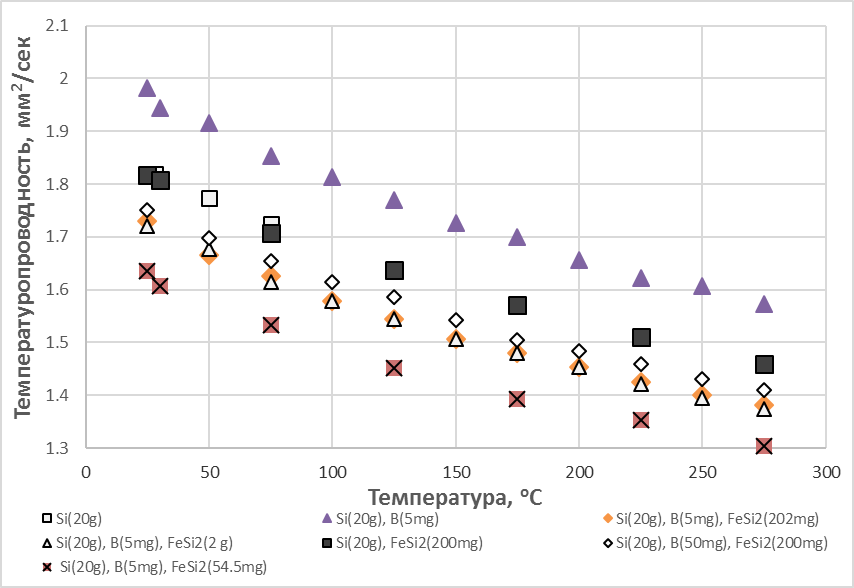 2.1
2
1.9
1.8
1.7
1.6
1.5
1.4
1.3
Температуропроводность, мм²/сек
0 50 100 150 200 250 300
Температура, °C
Si(20g) Si(20g), B(5mg) Si(20g), B(5mg), FeSi2(202mg)
Si(20g), B(5mg), FeSi2(2 g) Si(20g), FeSi2(200mg) Si(20g), B(50mg), FeSi2(200mg)
Si(20g), B(5mg), FeSi2(54.5mg)